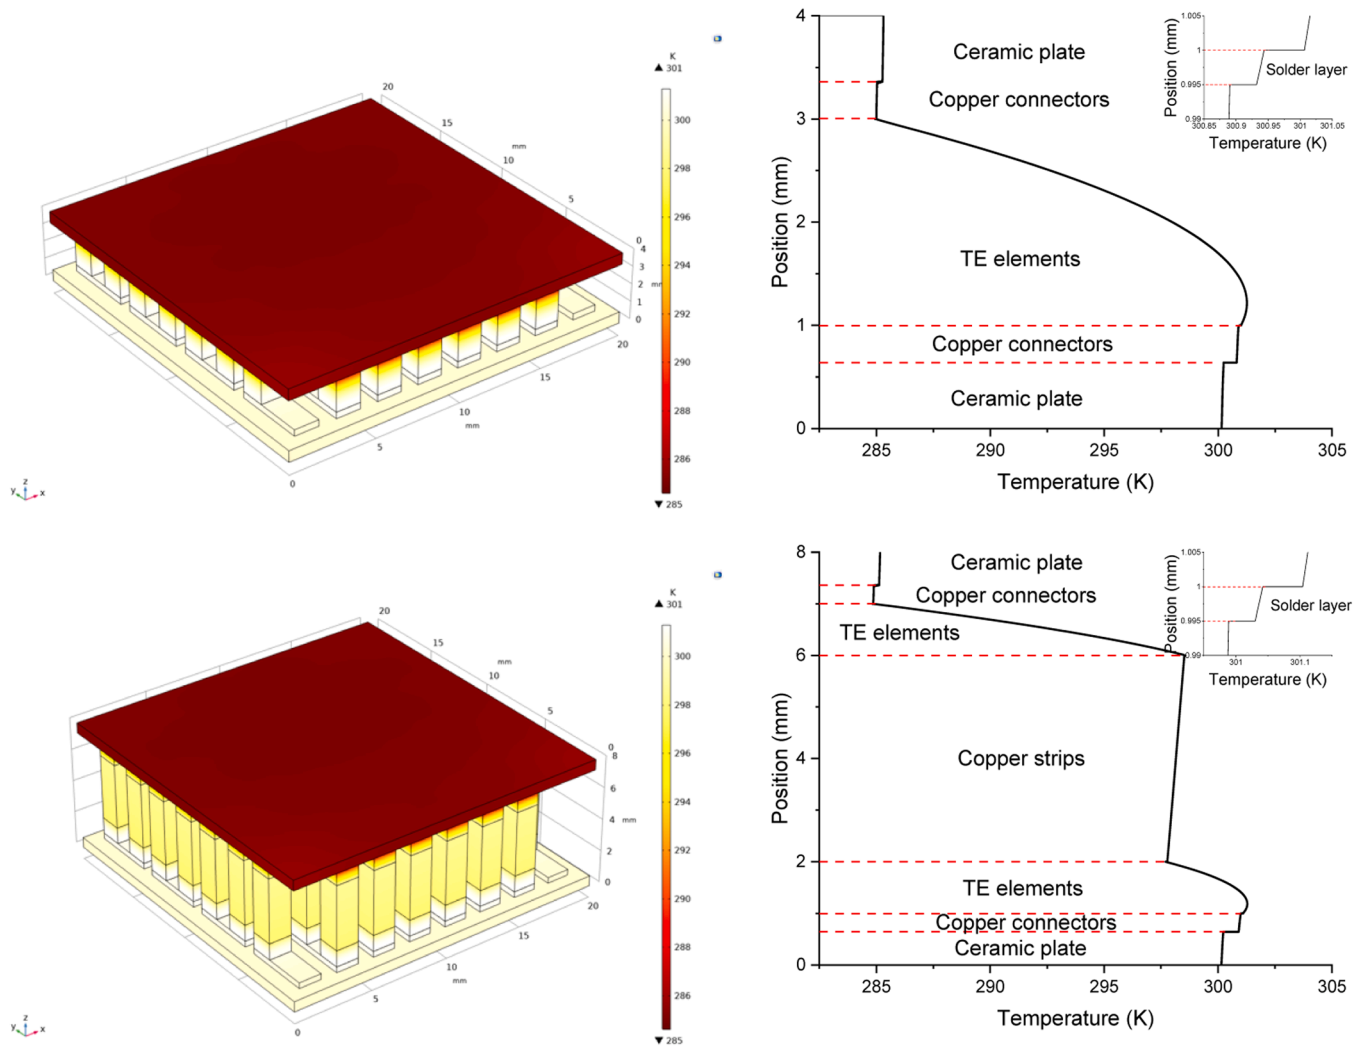 K
▲ 301
300
298
296
294
292
290
288
286
▼ 285
20
15
mm
10
5
0
4
3
2
mm
1
0
20
15
10
mm
5
0
z
y
x
4
3
2
1
0
Position (mm)
Ceramic plate
Copper connectors
TE elements
Copper connectors
Ceramic plate
285
290
295
300
305
Temperature (K)
1.005
1
0.995
0.99
Position (mm)
Solder layer
300.85
300.9
300.95
301
301.05
Temperature (K)
K
▲ 301
300
298
296
294
292
290
288
286
▼ 285
20
15
mm
10
5
0
8
6
4
mm
2
0
20
15
10
mm
5
0
z
y
x
8
6
4
2
0
Position (mm)
Ceramic plate
Copper connectors
TE elements
Copper strips
TE elements
Copper connectors
Ceramic plate
285
290
295
300
305
Temperature (K)
1.005
1
0.995
0.99
Position (mm)
Solder layer
301
301.1
Temperature (K)